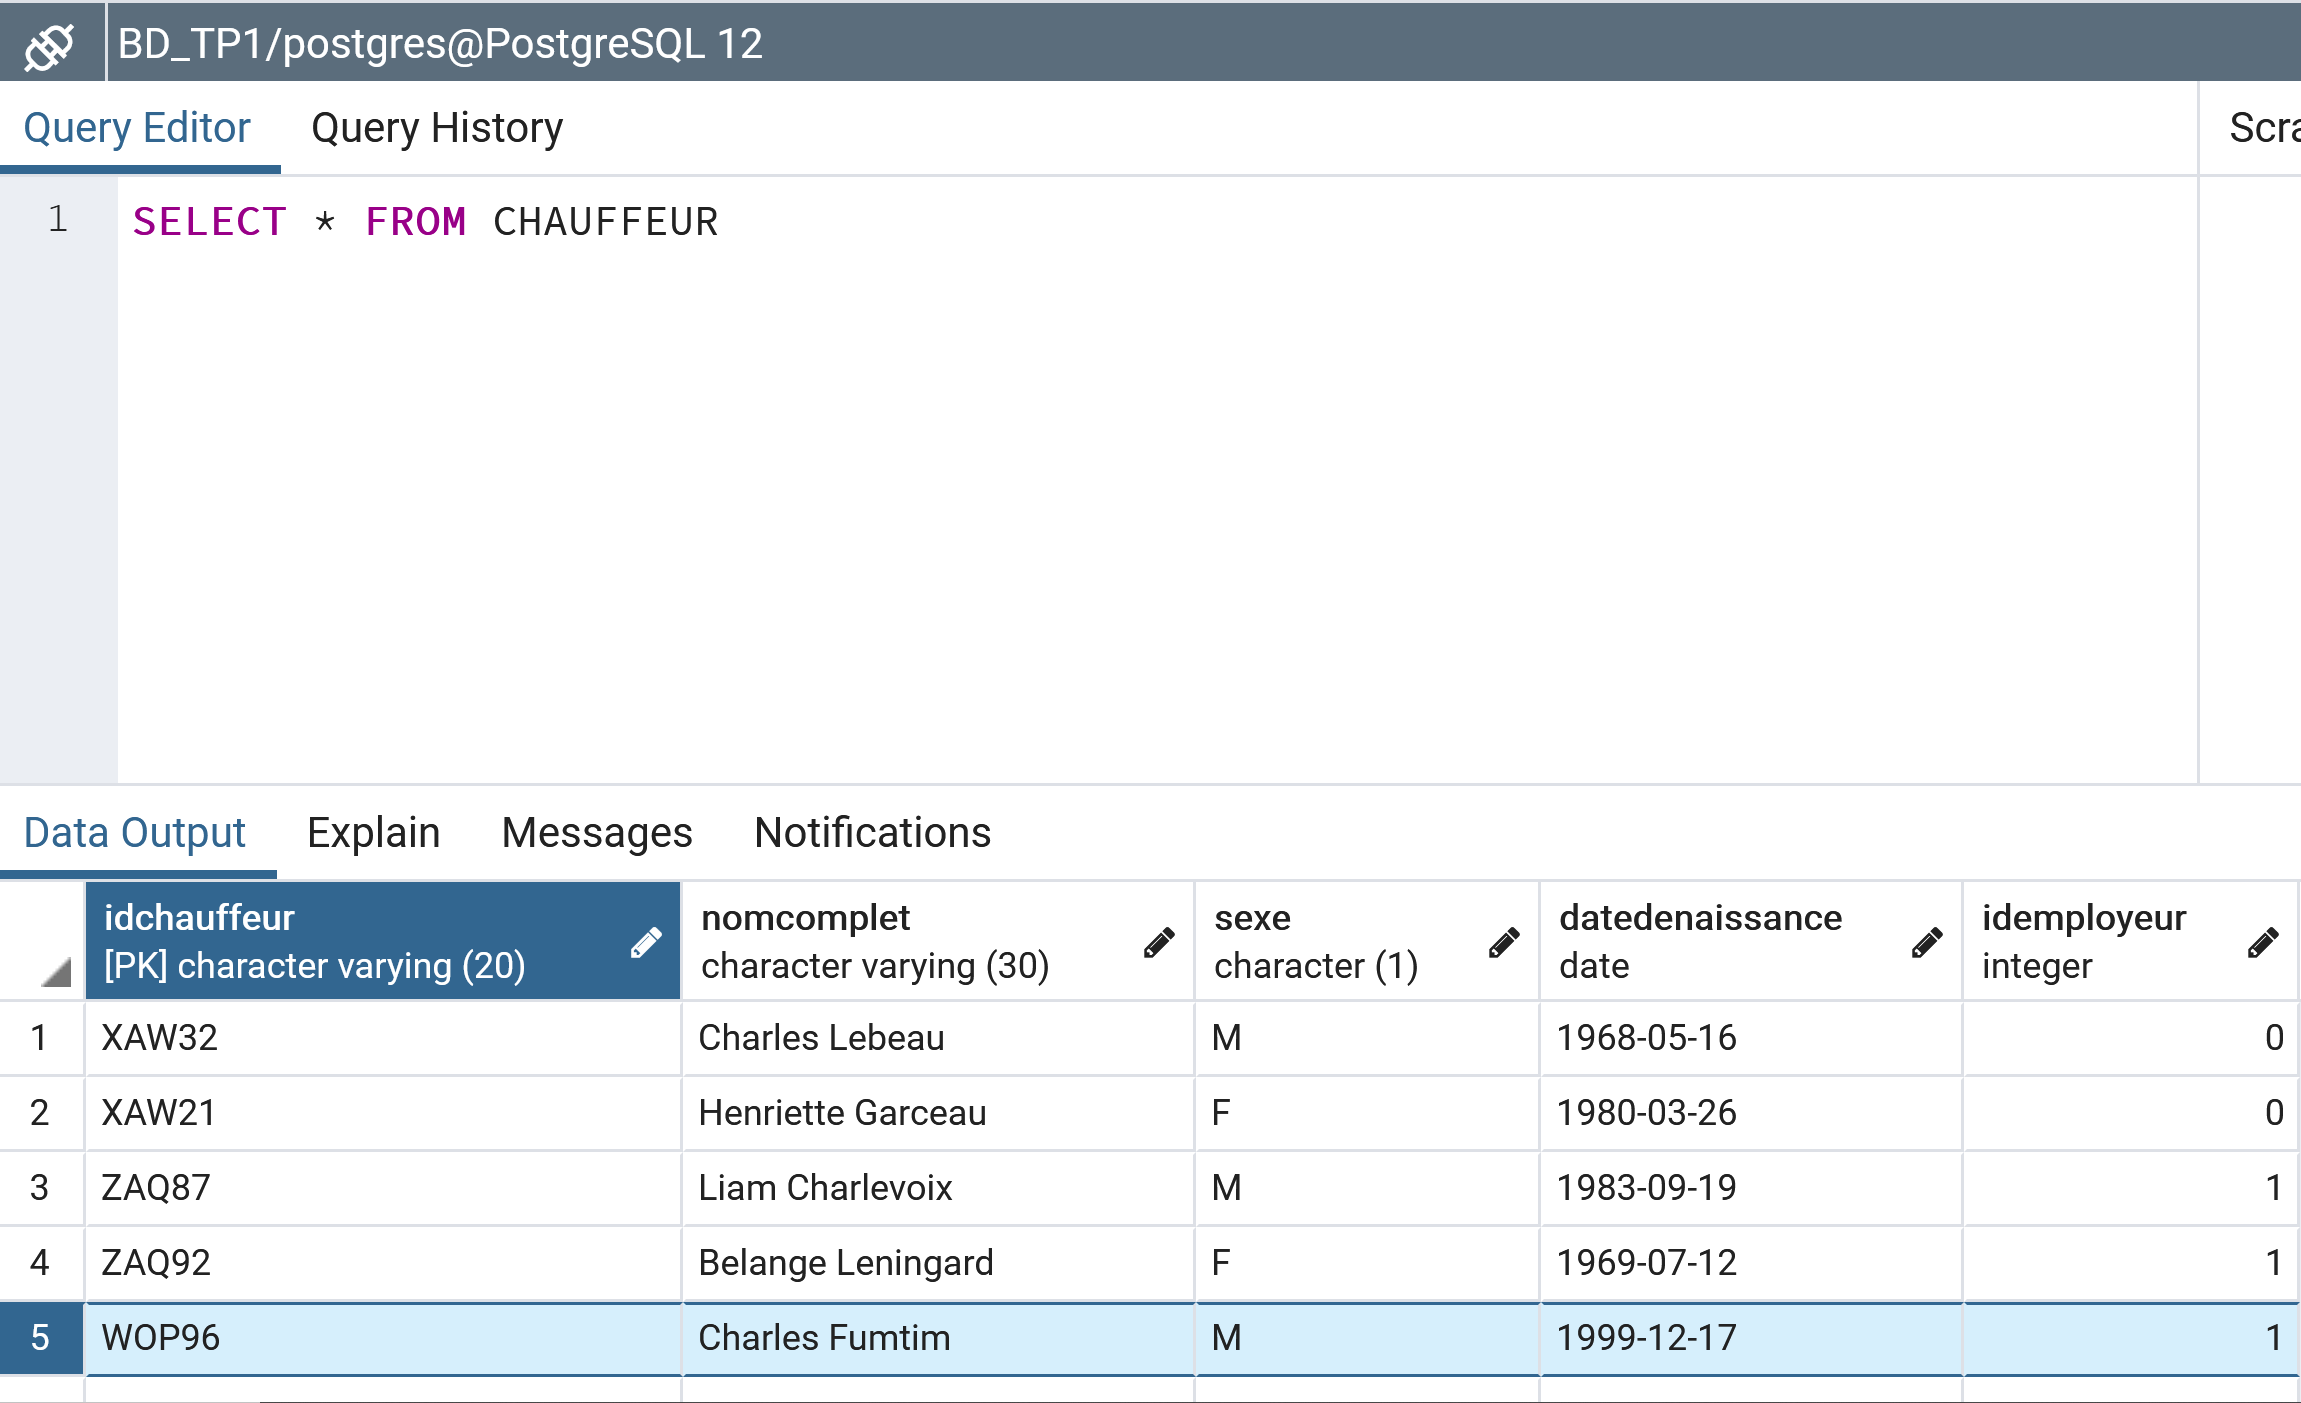 BD_TP1/postgres@PostgreSQL 12
Query Editor Query History
1 SELECT * FROM CHAUFFEUR
Data Output Explain Messages Notifications
idchauffeur nomcomplet sexe datedenaissance idemployeur
[PK] character varying (20) character varying (30) character (1) date integer
1 XAW32 Charles Lebeau M 1968-05-16 0
2 XAW21 Henriette Garceau F 1980-03-26 0
3 ZAQ87 Liam Charlevoix M 1983-09-19 1
4 ZAQ92 Belange Leningard F 1969-07-12 1
5 WOP96 Charles Fumtim M 1999-12-17 1